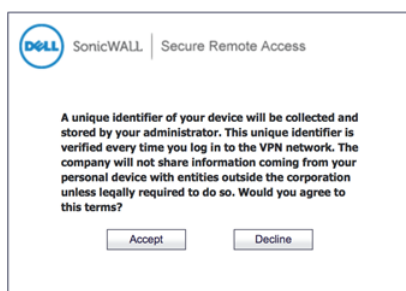 DELL SonicWALL | Secure Remote Access
A unique identifier of your device will be collected and
stored by your administrator. This unique identifier is
verified every time you log in to the VPN network. The
company will not share information coming from your
personal device with entities outside the corporation
unless legally required to do so. Would you agree to
this terms?
Accept Decline